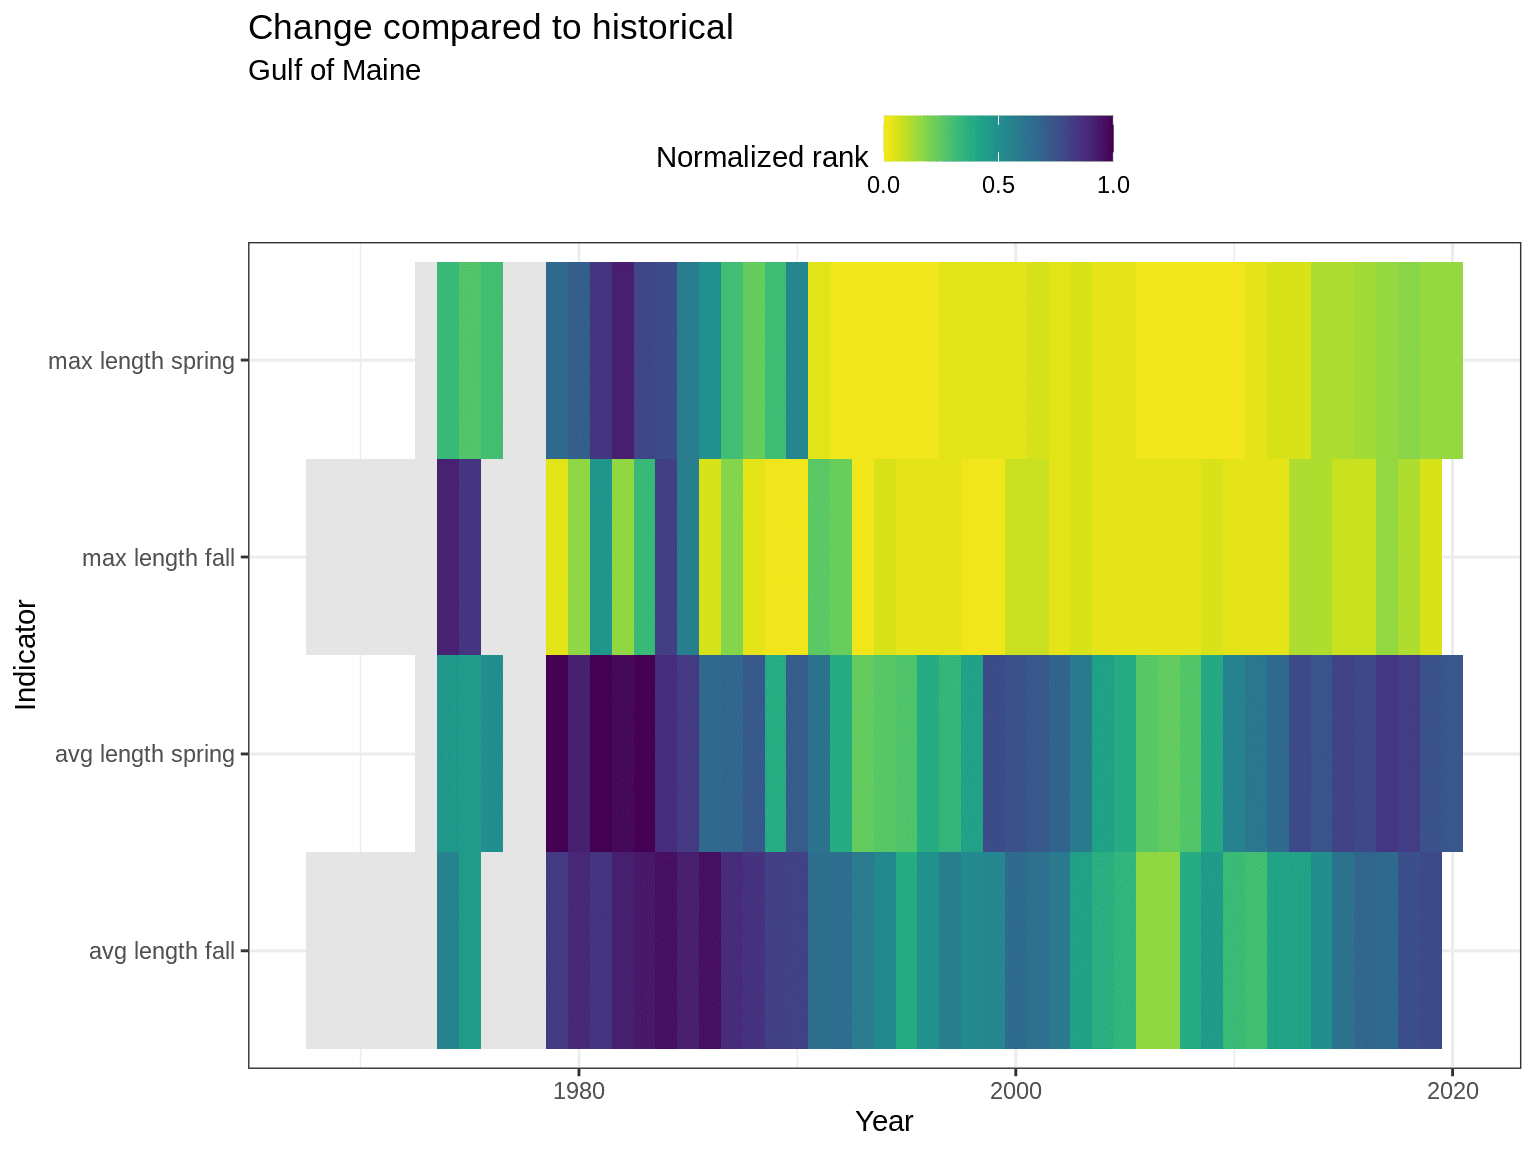 Change compared to historical
Gulf of Maine
Normalized rank
0.0 0.5 1.0
max length spring
max length fall
avg length spring
avg length fall
Indicator
1980 2000 2020
Year